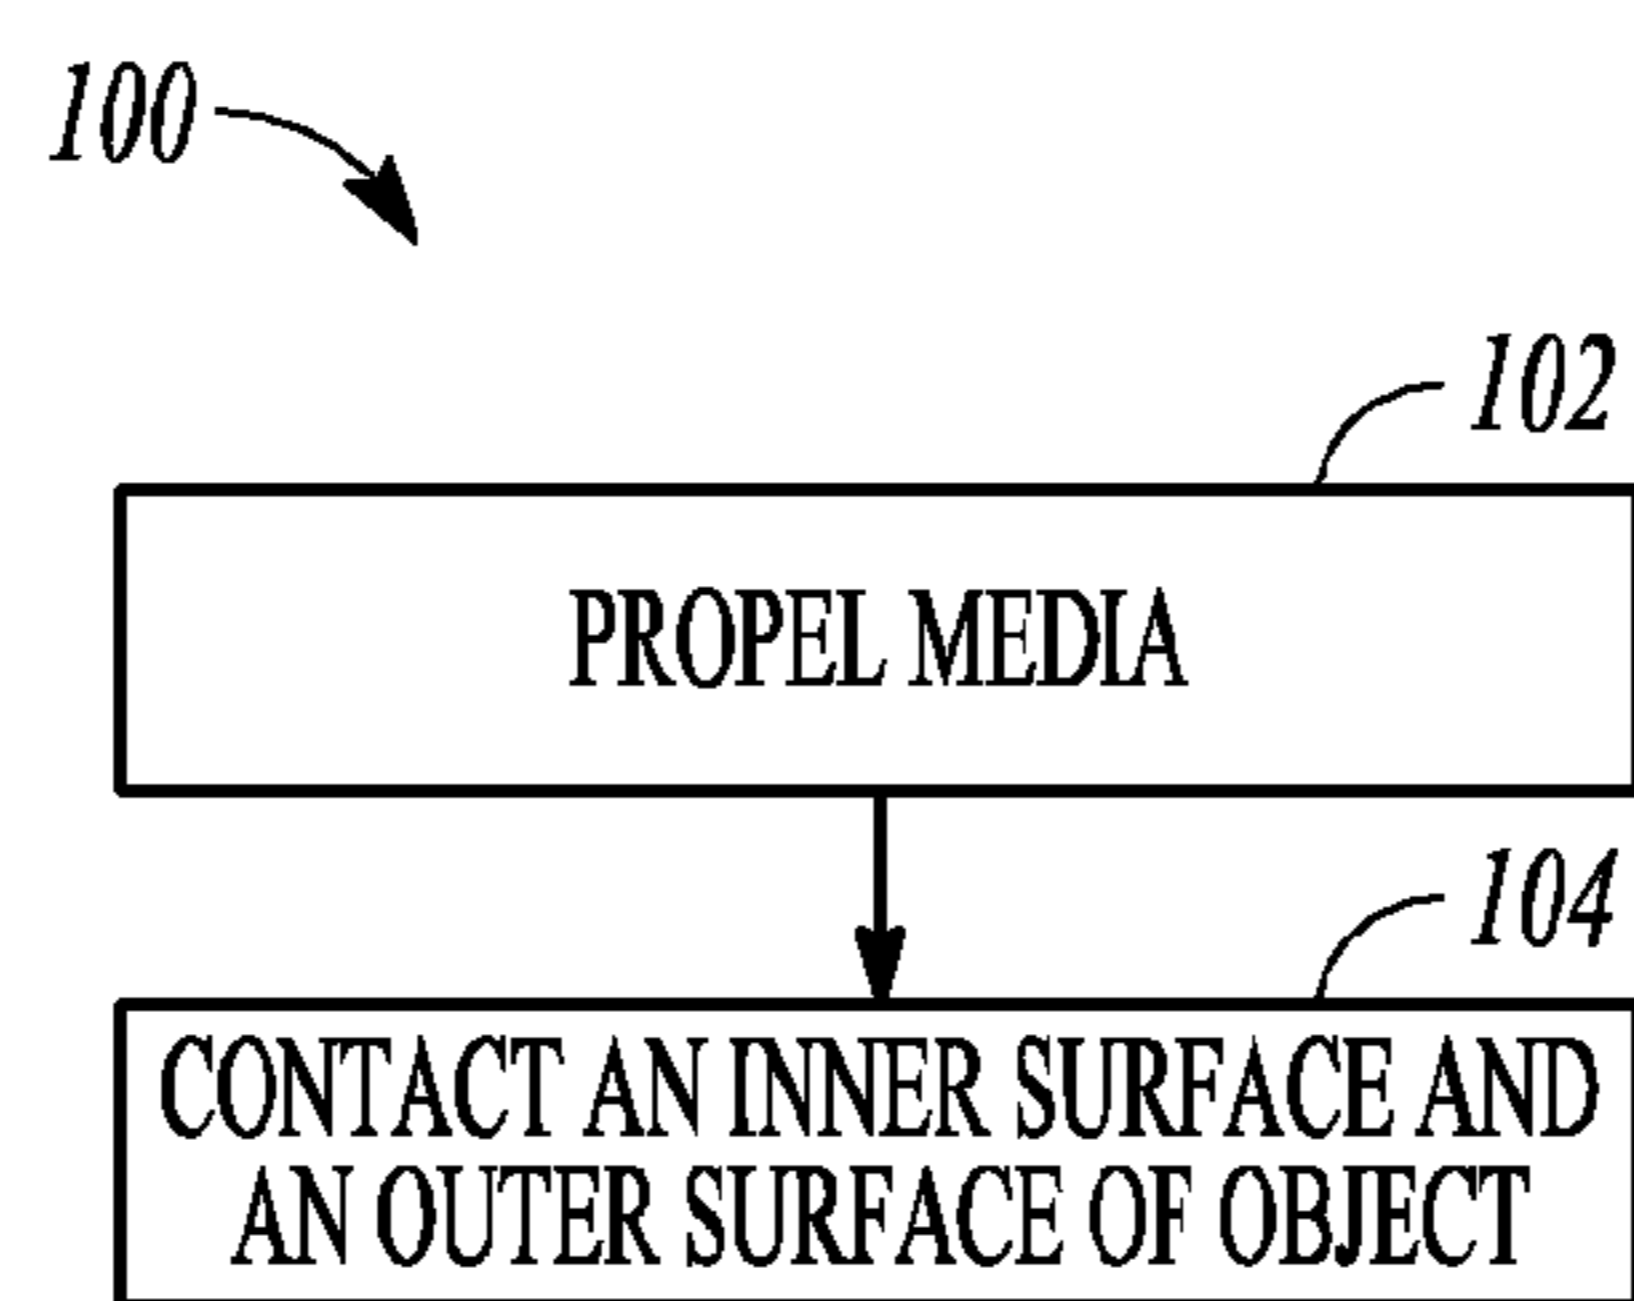 100
102
PROPEL MEDIA
104
CONTACT AN INNER SURFACE AND
AN OUTER SURFACE OF OBJECT